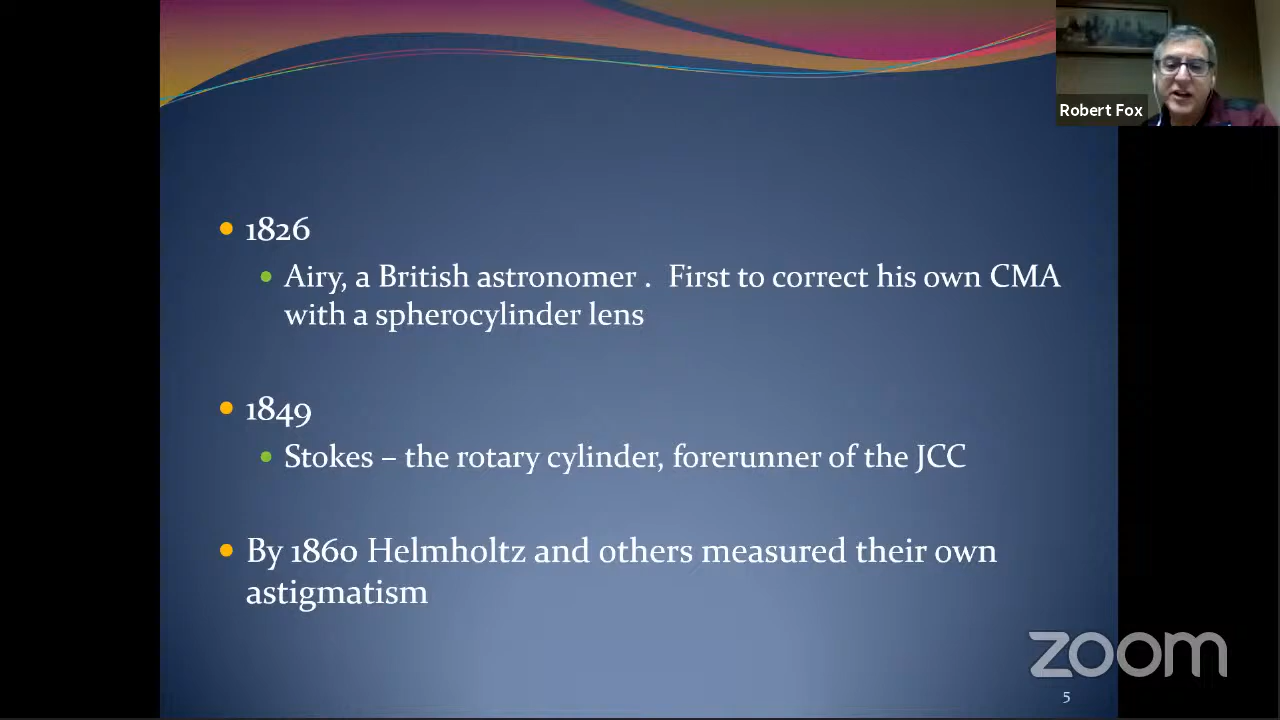 Robert Fox
1826
Airy, a British astronomer . First to correct his own CMA
with a spherocylinder lens
1849
Stokes – the rotary cylinder, forerunner of the JCC
By 1860 Helmholtz and others measured their own
astigmatism
zoom
5